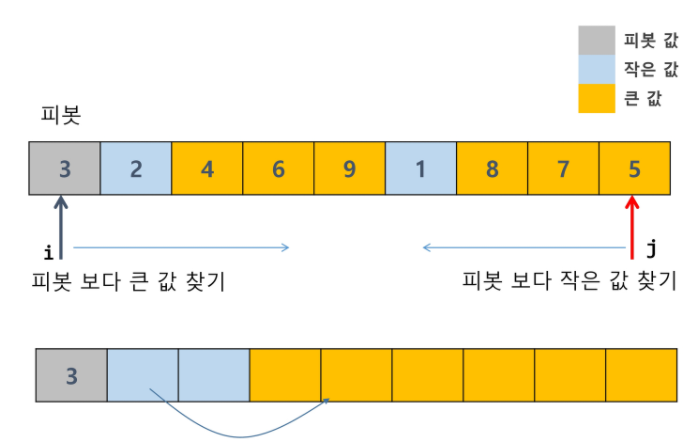 피봇 값
작은 값
큰 값
피봇
3 2 4 6 9 1 8 7 5
i j
피봇 보다 큰 값 찾기 피봇 보다 작은 값 찾기
3